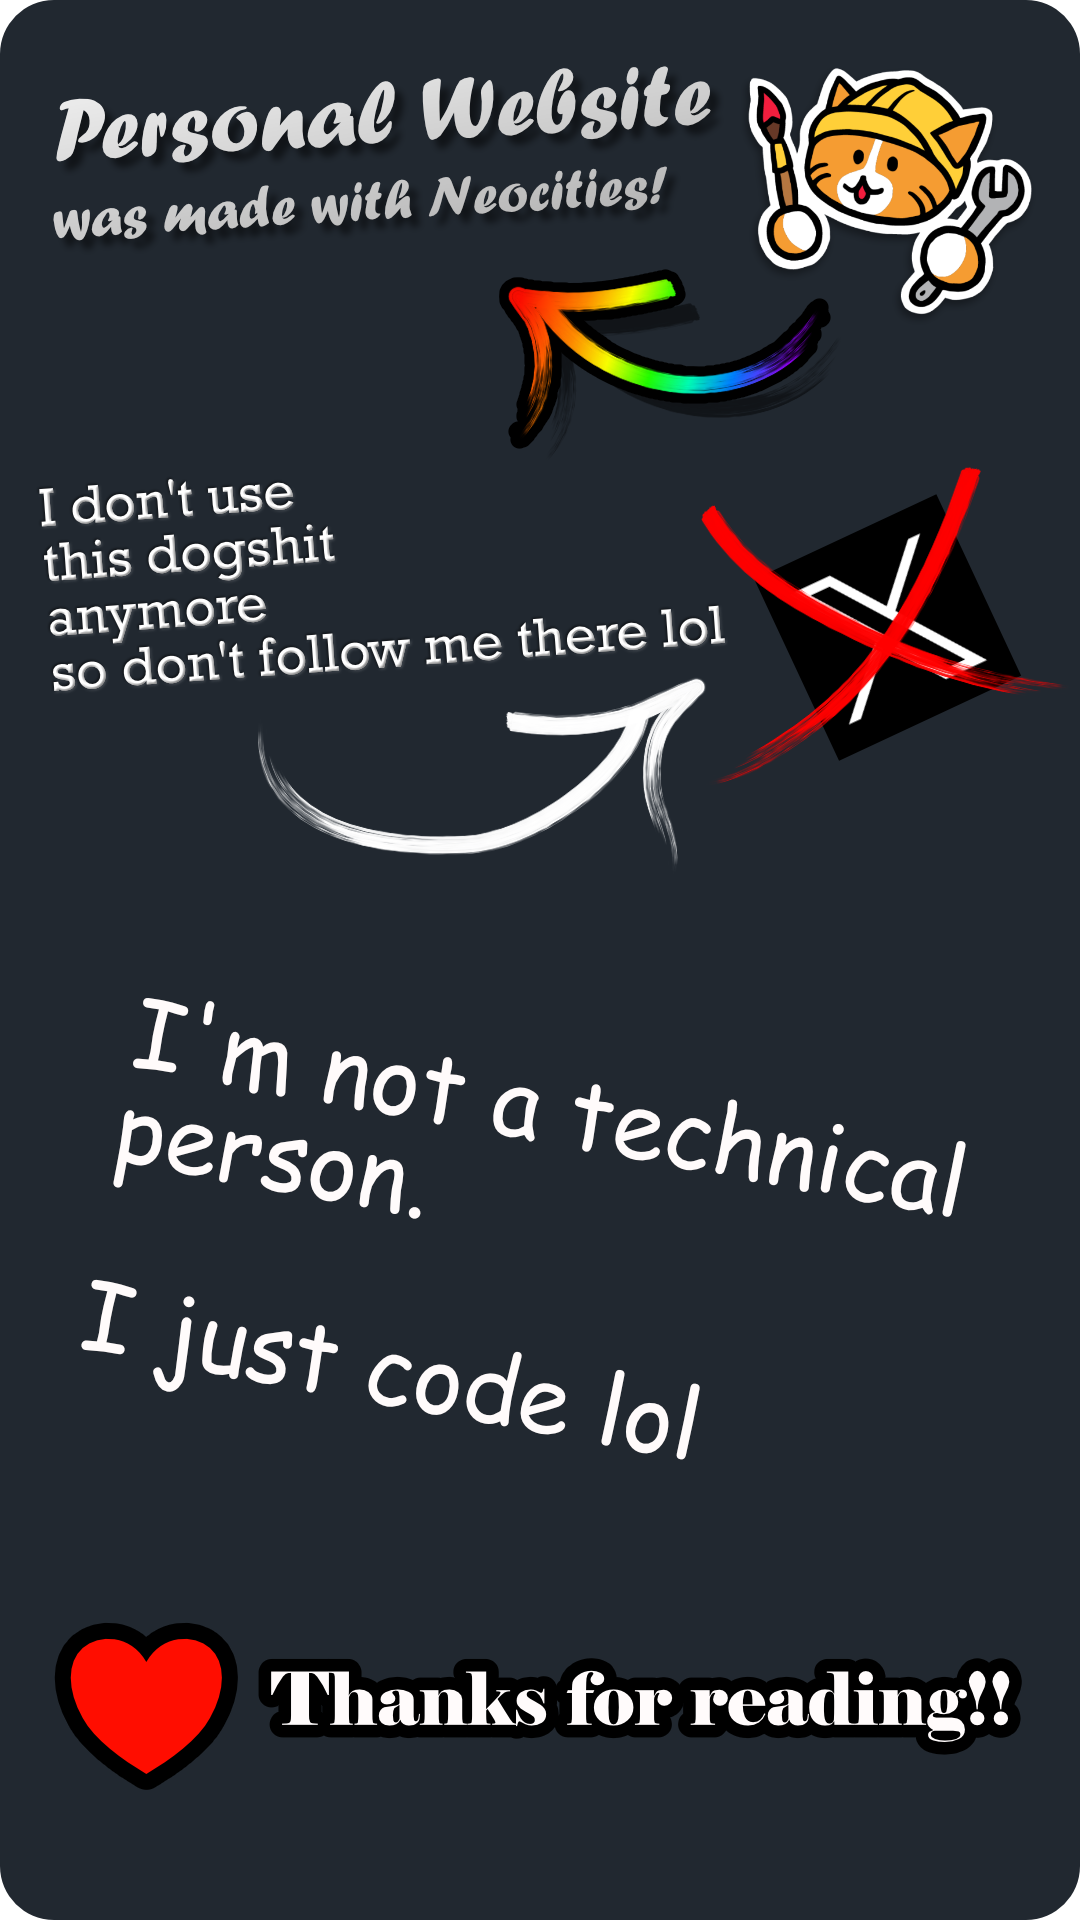 Personal Website
was made with Neocities!
I don't use
this dogshit
anymore
so don't follow me there lol
I'm not a technical
person.
I just code lol
Thanks for reading!!